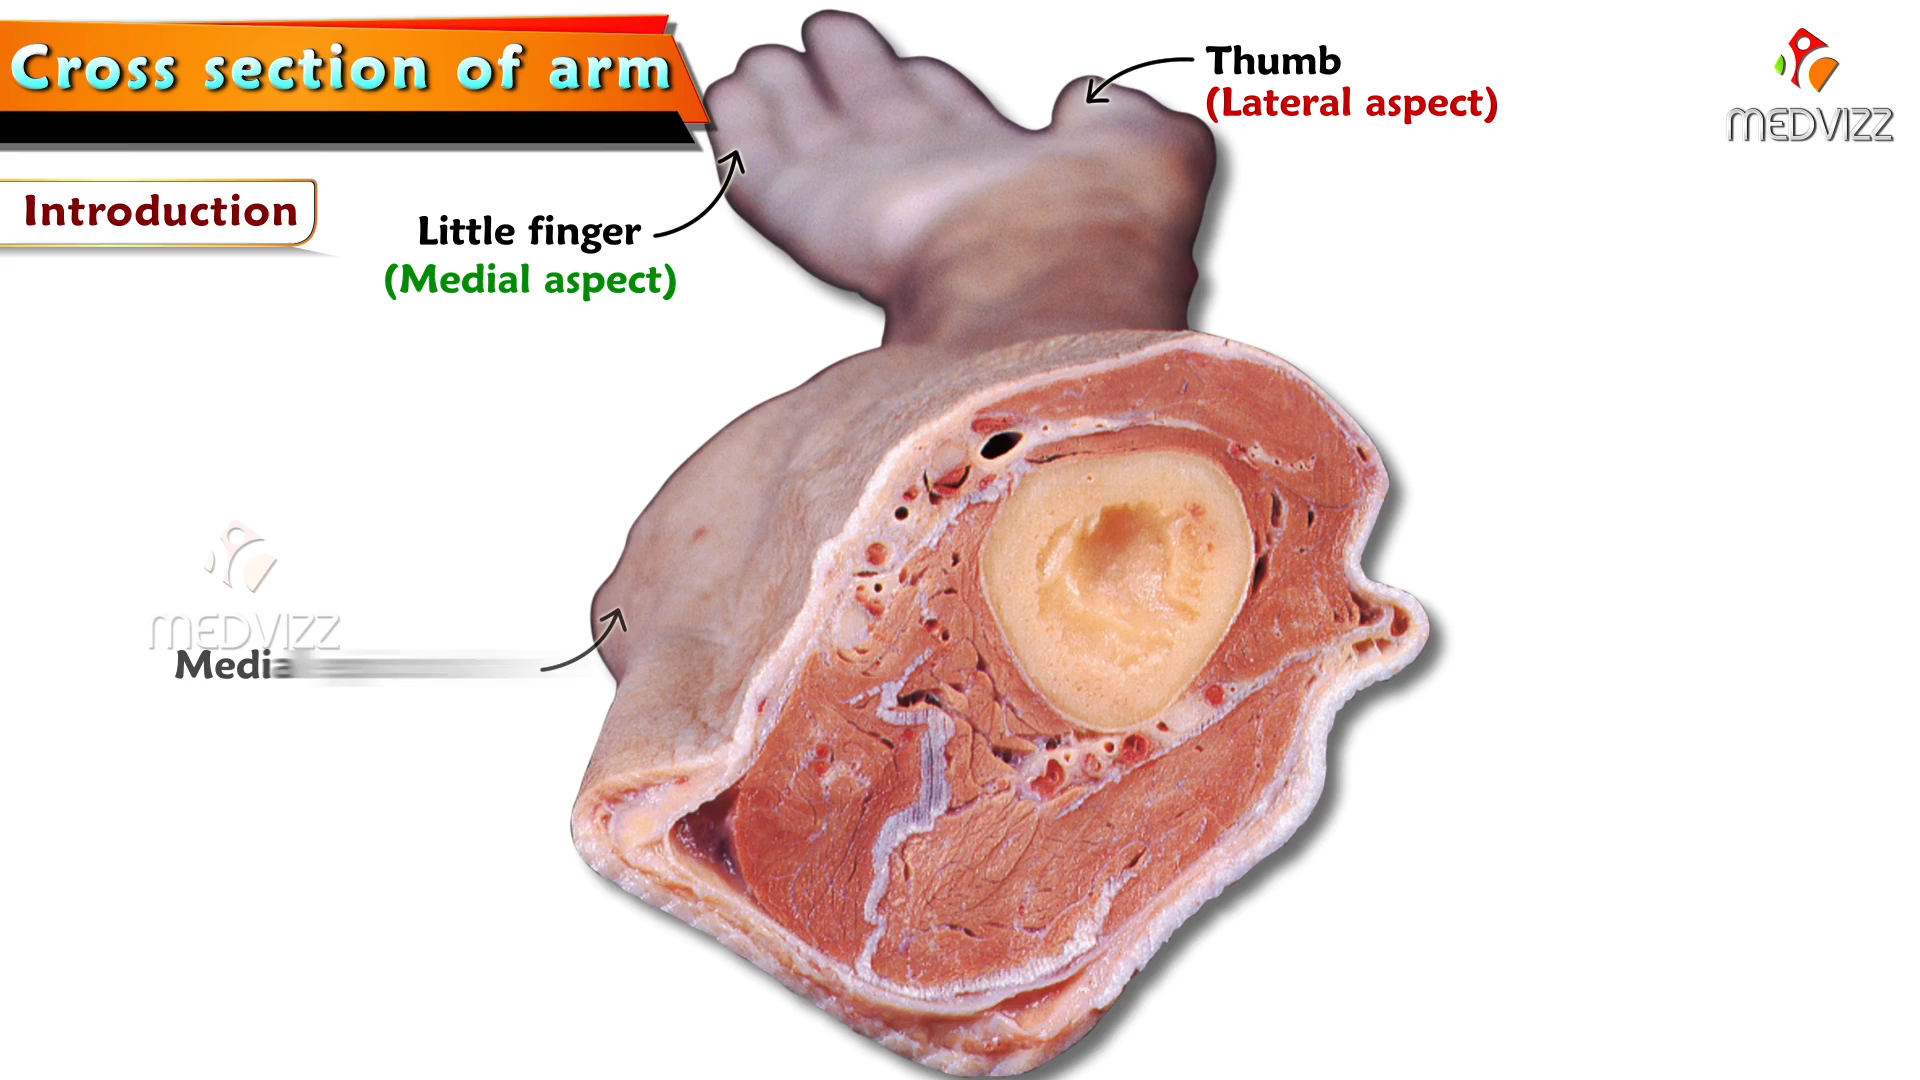 Cross section of arm
Thumb
(Lateral aspect)
MEDVIZZ
Introduction
Little finger
(Medial aspect)
MEDVIZZ